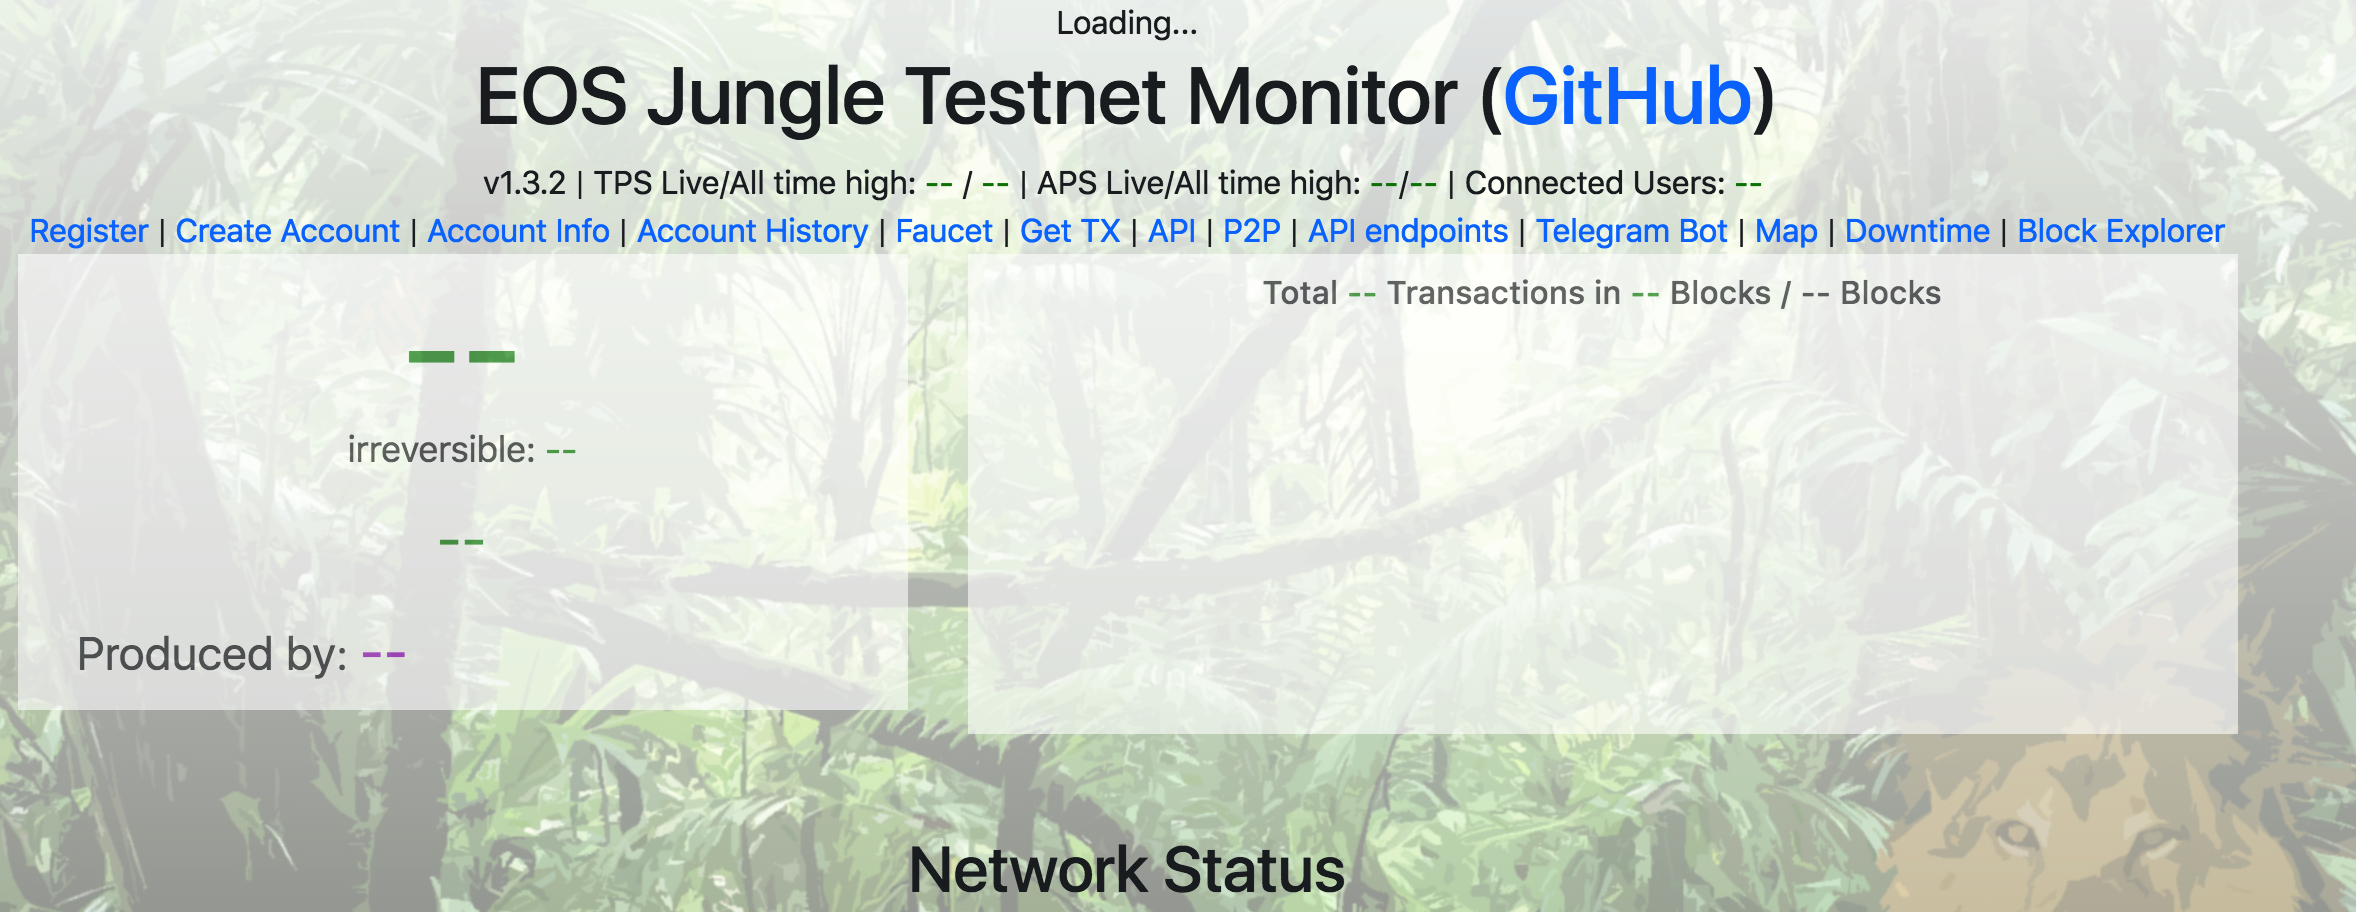 Loading...
EOS Jungle Testnet Monitor (GitHub)
v1.3.2 | TPS Live/All time high: -- / -- | APS Live/All time high: --/-- | Connected Users: --
Register | Create Account | Account Info | Account History | Faucet | Get TX | API | P2P | API endpoints | Telegram Bot | Map | Downtime | Block Explorer
--
irreversible: --
--
Produced by: --
Total -- Transactions in -- Blocks / -- Blocks
Network Status